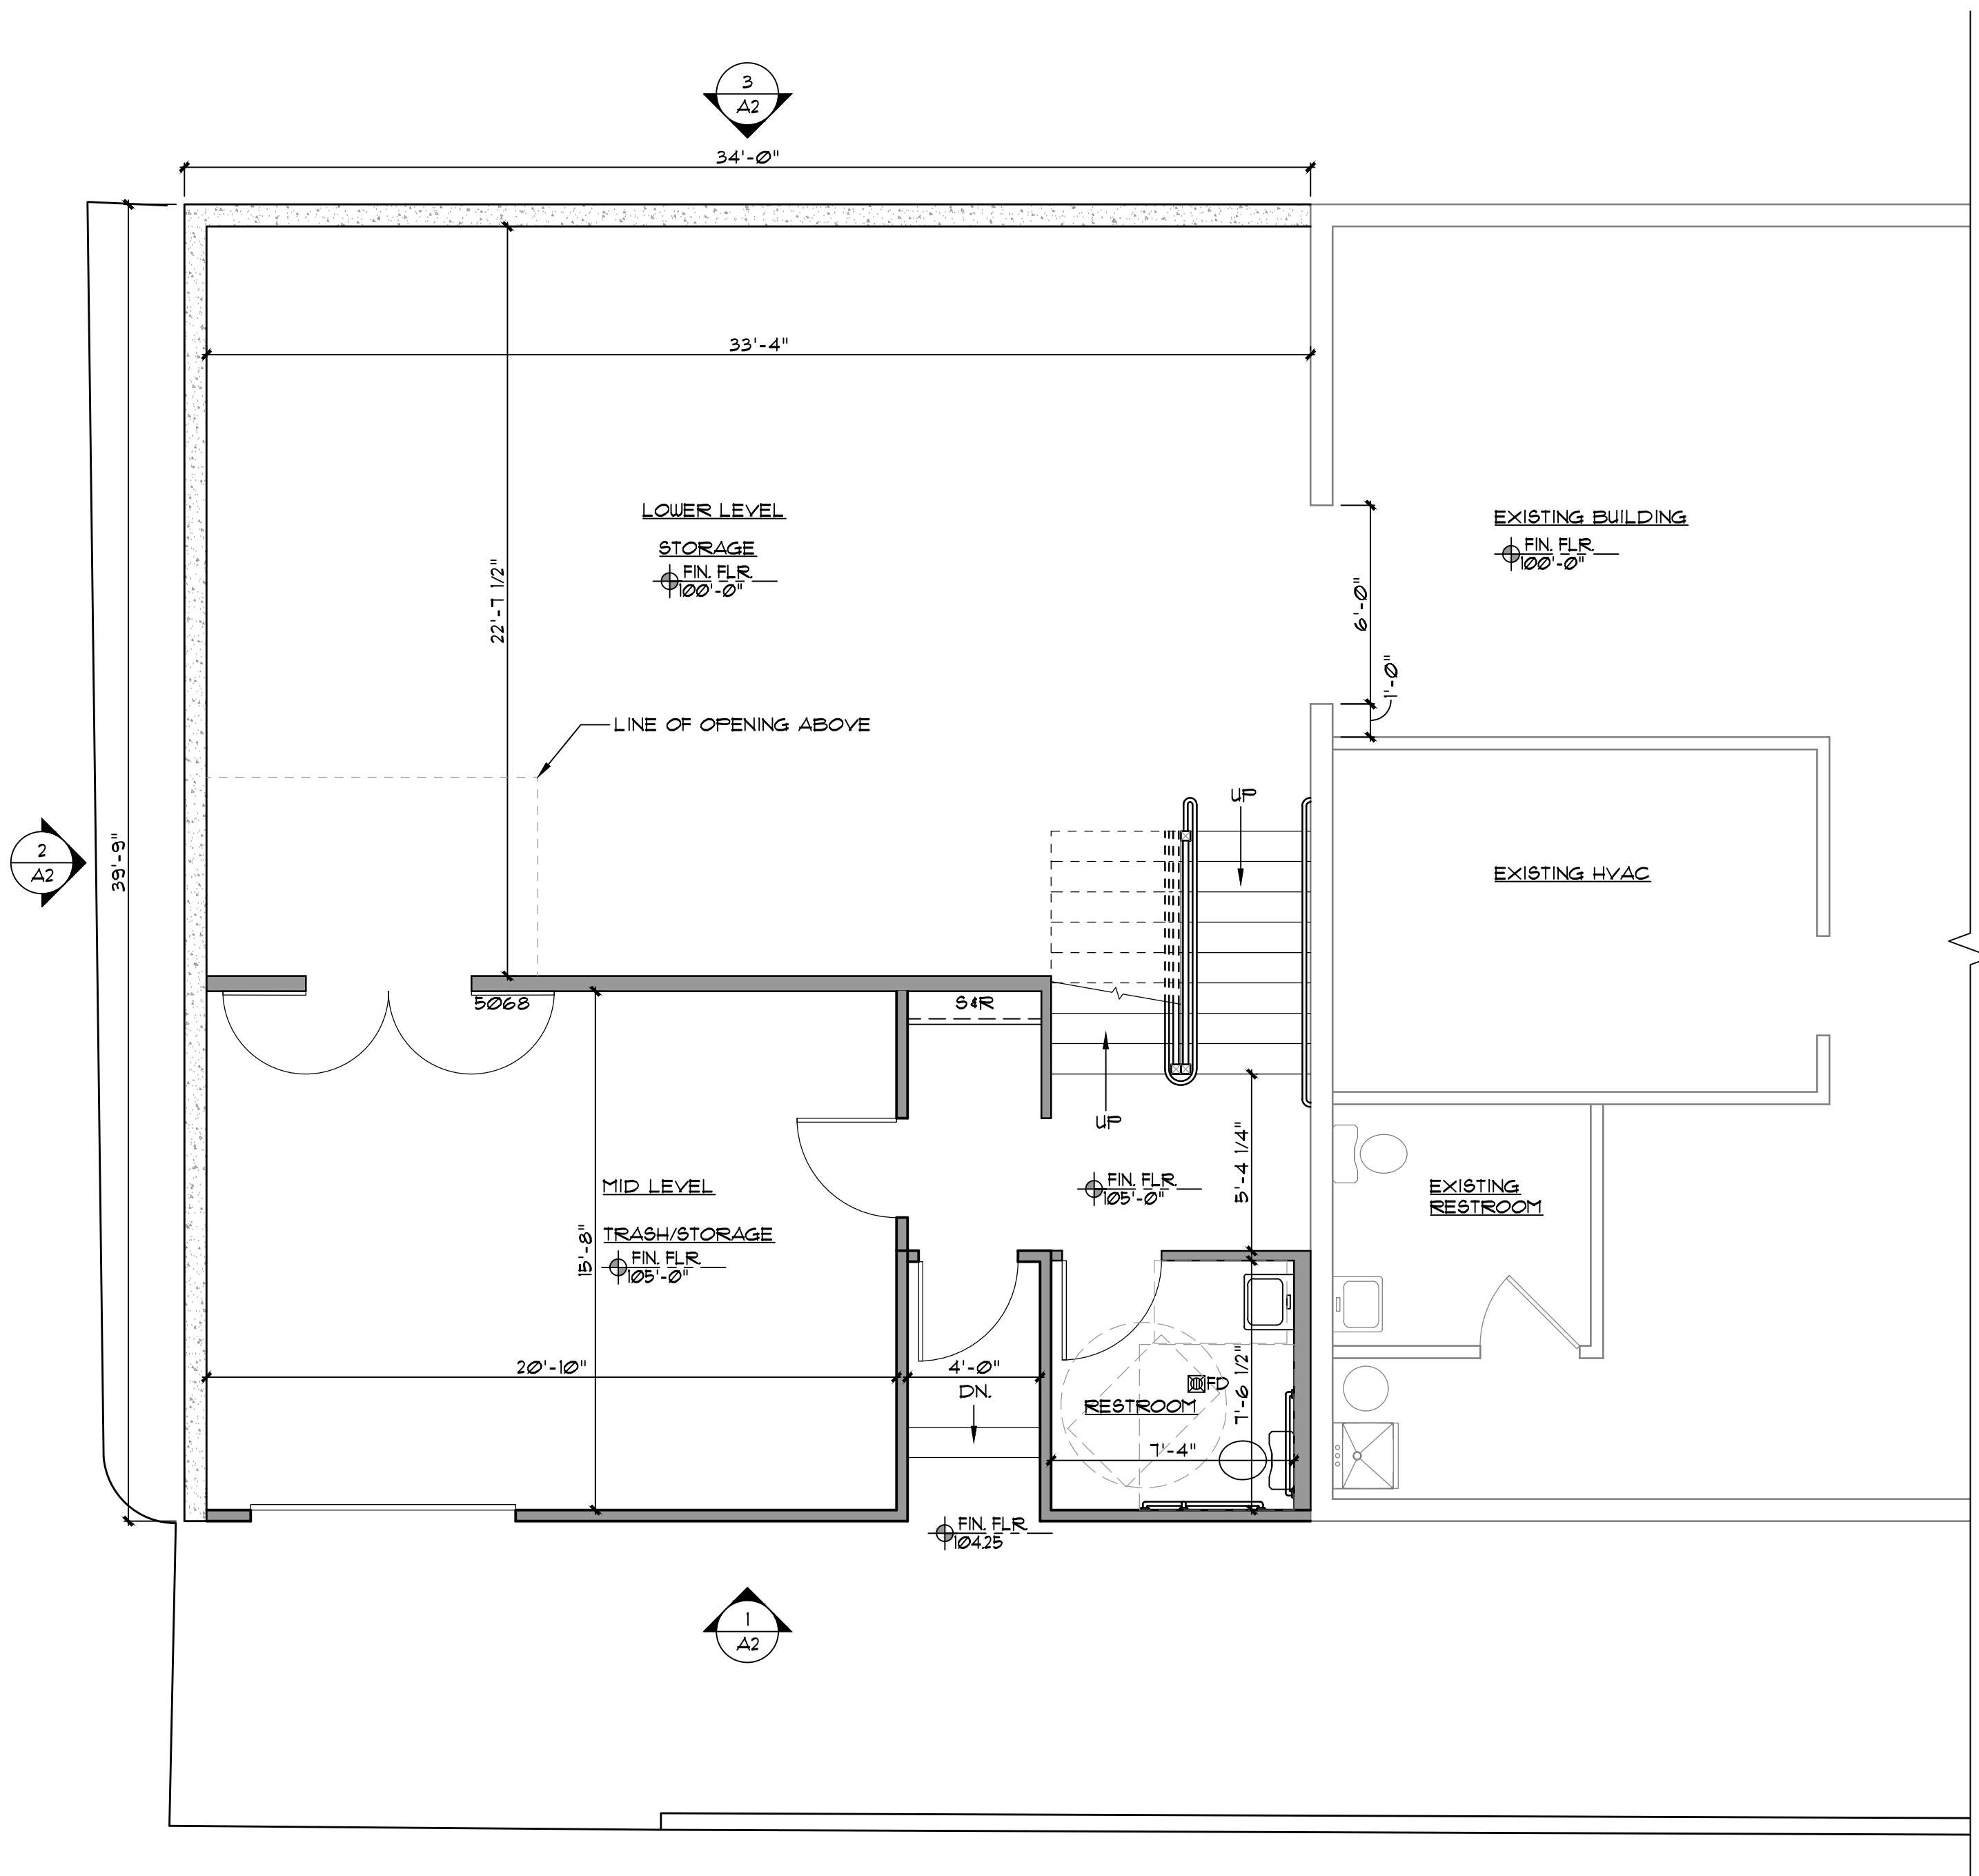 3
A2
34'-0"
33'-4"
LOWER LEVEL
STORAGE
FIN. FLR.
100'-0"
22'-7 1/2"
EXISTING BUILDING
FIN. FLR.
100'-0"
6'-0"
1'-0"
LINE OF OPENING ABOVE
UP
2
A2
39'-9"
EXISTING HVAC
5068
S&R
UP
5'-4 1/4"
MID LEVEL
TRASH/STORAGE
FIN. FLR.
105'-0"
15'-8"
FIN. FLR.
105'-0"
EXISTING
RESTROOM
20'-10"
4'-0"
DN.
FD
RESTROOM
7'-6 1/2"
7'-4"
FIN. FLR.
104.25
1
A2